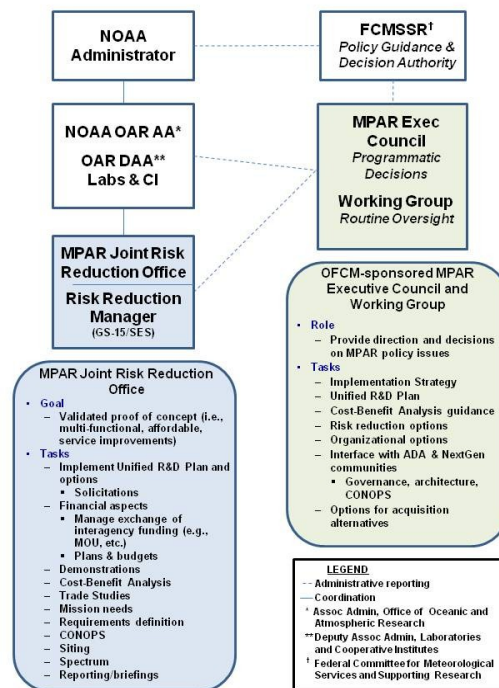 NOAA
Administrator
FCMSSR†
Policy Guidance &
Decision Authority
NOAA OAR AA*
OAR DAA**
Labs & CI
MPAR Exec
Council
Programmatic
Decisions
Working Group
Routine Oversight
MPAR Joint Risk
Reduction Office
Risk Reduction
Manager
(GS-15/SES)
MPAR Joint Risk Reduction
Office
• Goal
– Validated proof of concept (i.e.,
multi-functional, affordable,
service improvements)
• Tasks
– Implement Unified R&D Plan and
options
▪ Solicitations
– Financial aspects
▪ Manage exchange of
interagency funding (e.g.,
MOU, etc.)
▪ Plans & budgets
– Demonstrations
– Cost-Benefit Analysis
– Trade Studies
– Mission needs
– Requirements definition
– CONOPS
– Siting
– Spectrum
– Reporting/briefings
OFCM-sponsored MPAR
Executive Council and
Working Group
• Role
– Provide direction and decisions
on MPAR policy issues
• Tasks
– Implementation Strategy
– Unified R&D Plan
– Cost-Benefit Analysis guidance
– Risk reduction options
– Organizational options
– Interface with ADA & NextGen
communities
▪ Governance, architecture,
CONOPS
– Options for acquisition
alternatives
LEGEND
--- Administrative reporting
— Coordination
* Assoc Admin, Office of Oceanic and
Atmospheric Research
**Deputy Assoc Admin, Laboratories
and Cooperative Institutes
† Federal Committee for Meteorological
Services and Supporting Research